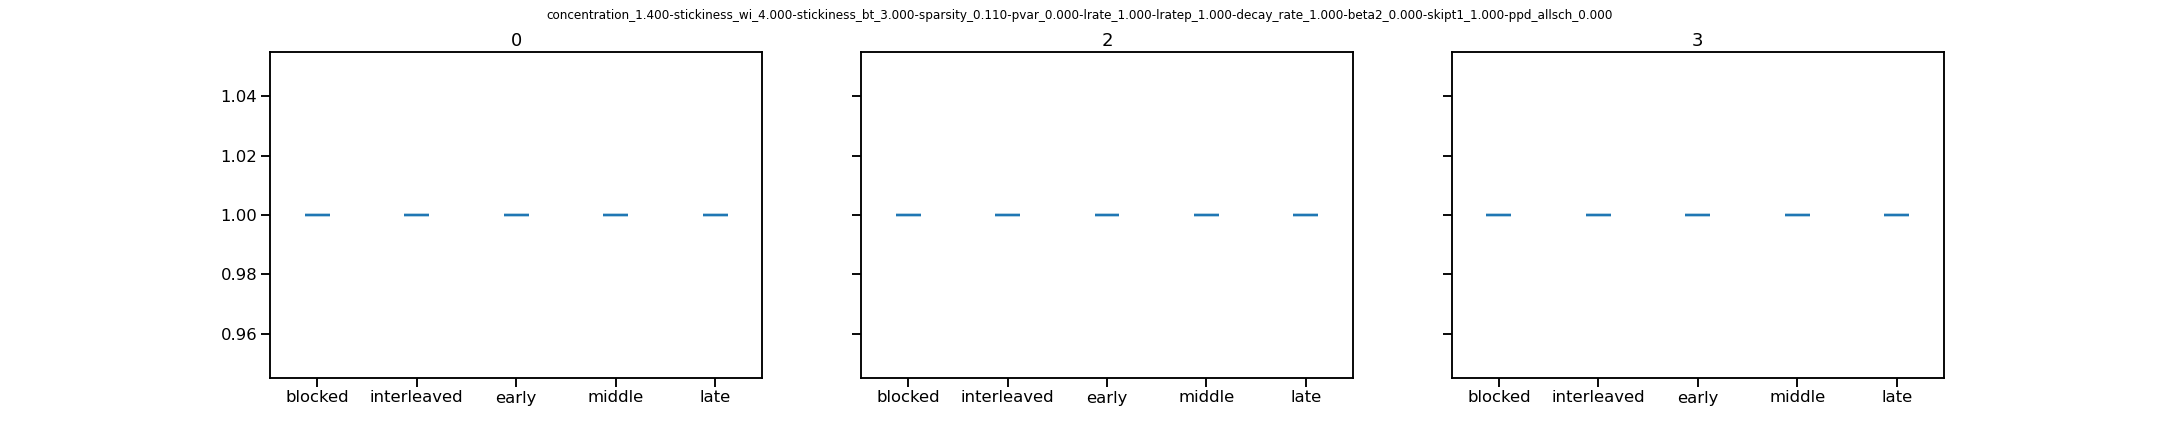 concentration_1.400-stickiness_wi_4.000-stickiness_bt_3.000-sparsity_0.110-pvar_0.000-lrate_1.000-lratep_1.000-decay_rate_1.000-beta2_0.000-skipt1_1.000-ppd_allsch_0.000
0 2 3
1.04
1.02
1.00
0.98
0.96
blocked interleaved early middle late blocked interleaved early middle late blocked interleaved early middle late